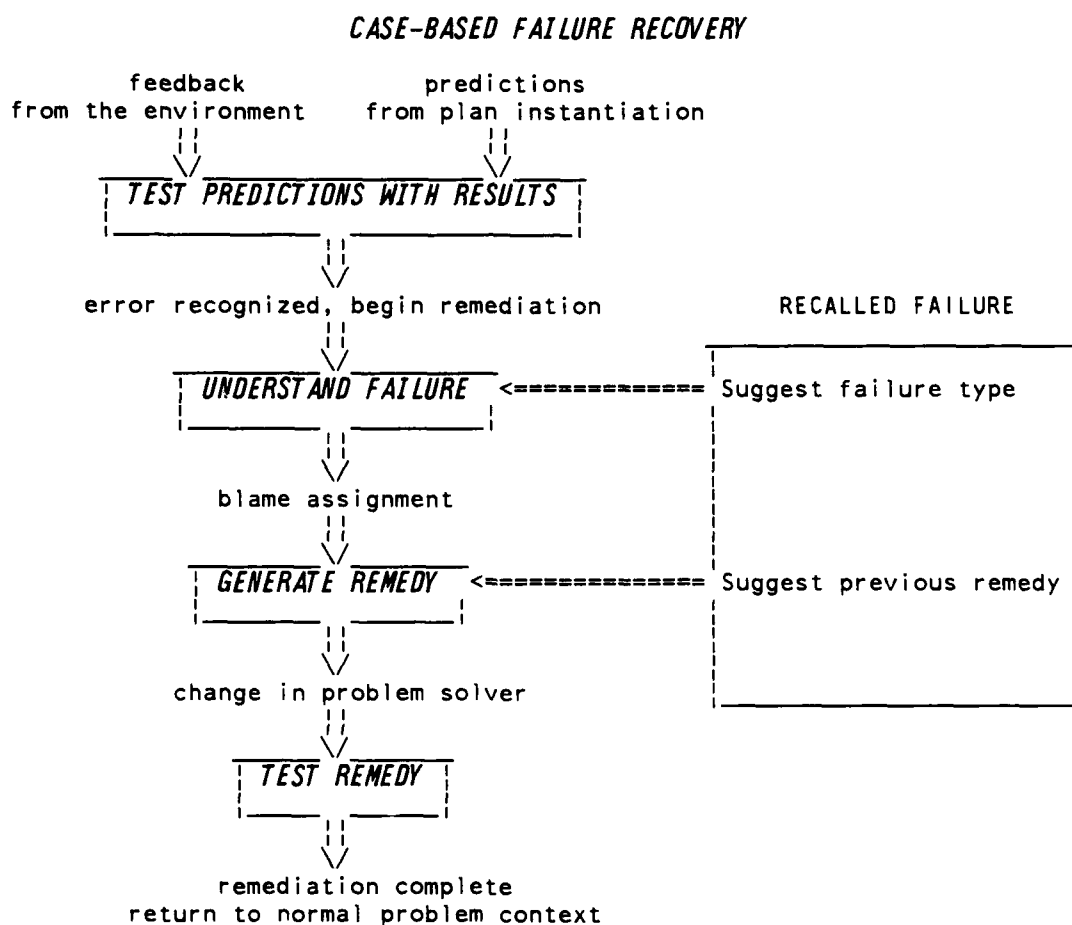 CASE-BASED FAILURE RECOVERY
feedback
from the environment
predictions
from plan instantiation
TEST PREDICTIONS WITH RESULTS
error recognized, begin remediation
RECALLED FAILURE
UNDERSTAND FAILURE
Suggest failure type
blame assignment
GENERATE REMEDY
Suggest previous remedy
change in problem solver
TEST REMEDY
remediation complete
return to normal problem context